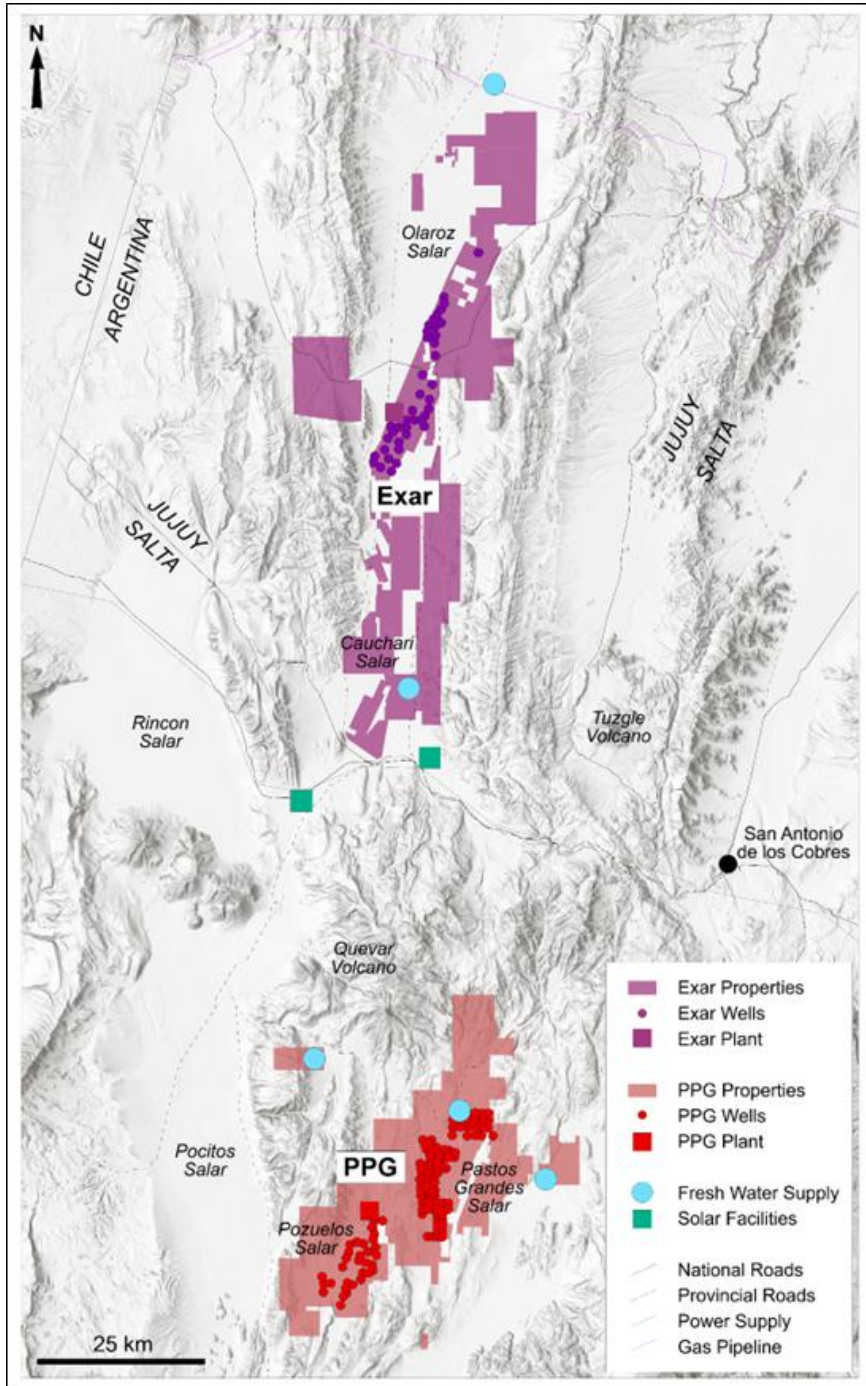 N
CHILE
ARGENTINA
Olaroz
Salar
JUJUY
SALTA
Exar
JUJUY
SALTA
Cauchari
Salar
Rincon
Salar
Tuzgle
Volcano
San Antonio
de los Cobres
Quevar
Volcano
Pocitos
Salar
PPG
Pastos
Grandes
Salar
Pozuelos
Salar
25 km
Exar Properties
Exar Wells
Exar Plant
PPG Properties
PPG Wells
PPG Plant
Fresh Water Supply
Solar Facilities
National Roads
Provincial Roads
Power Supply
Gas Pipeline